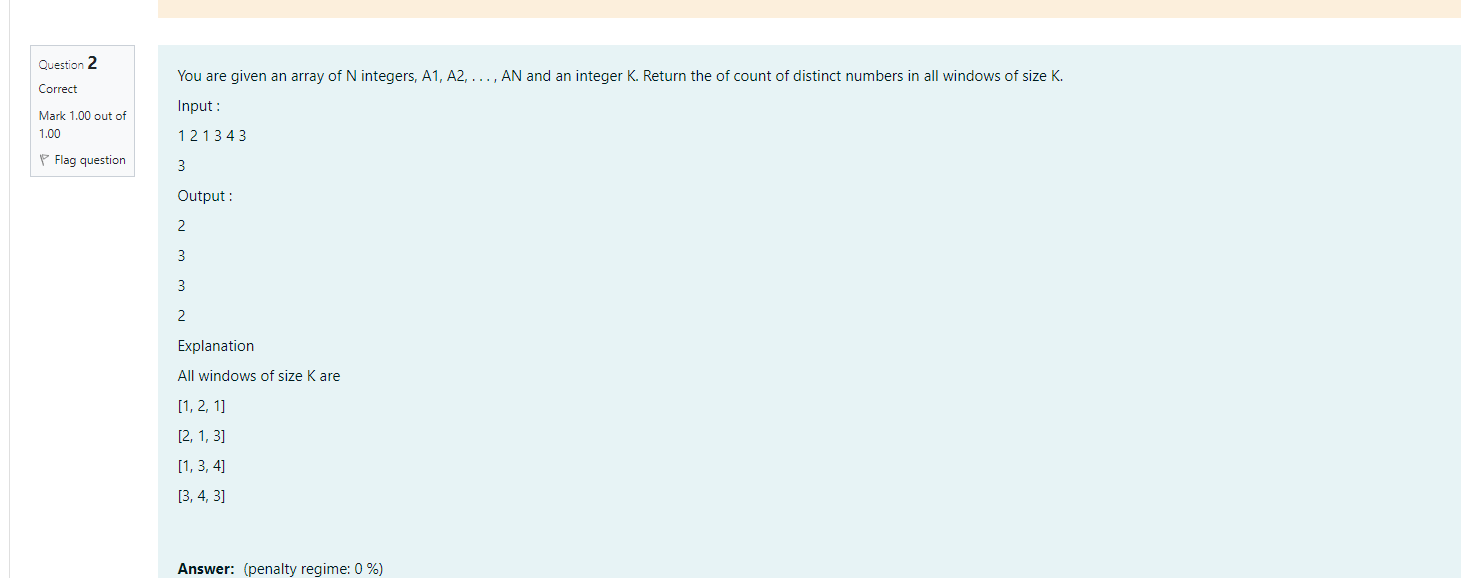 Question 2
Correct
Mark 1.00 out of
1.00
Flag question
You are given an array of N integers, A1, A2, . . . , AN and an integer K. Return the of count of distinct numbers in all windows of size K.
Input :
1 2 1 3 4 3
3
Output :
2
3
3
2
Explanation
All windows of size K are
[1, 2, 1]
[2, 1, 3]
[1, 3, 4]
[3, 4, 3]
Answer: (penalty regime: 0 %)